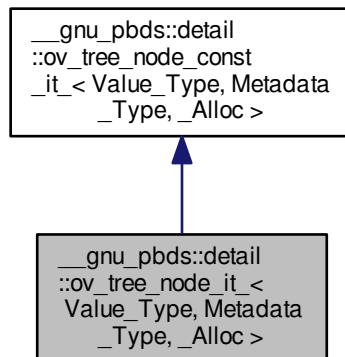 __gnu_pbds::detail
::ov_tree_node_const
_it_< Value_Type, Metadata
_Type, _Alloc >
__gnu_pbds::detail
::ov_tree_node_it_<
Value_Type, Metadata
_Type, _Alloc >